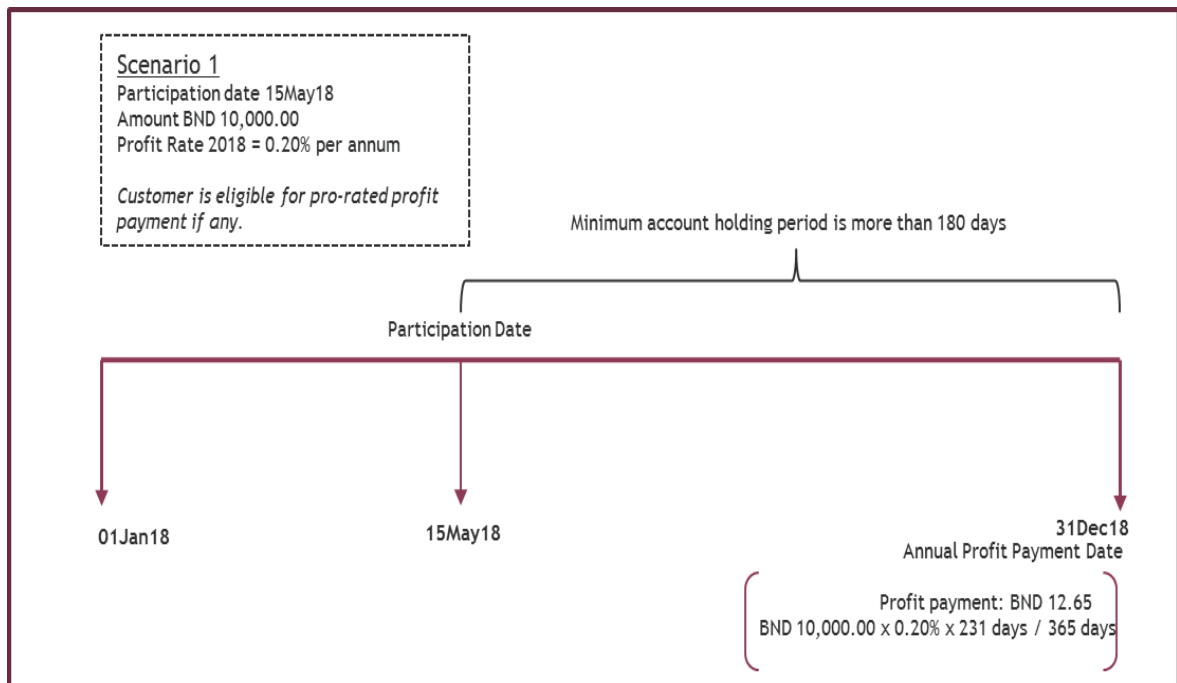 Scenario 1
Participation date 15May18
Amount BND 10,000.00
Profit Rate 2018 = 0.20% per annum
Customer is eligible for pro-rated profit
payment if any.
Minimum account holding period is more than 180 days
Participation Date
01Jan18
15May18
31Dec18
Annual Profit Payment Date
Profit payment: BND 12.65
BND 10,000.00 x 0.20% x 231 days / 365 days